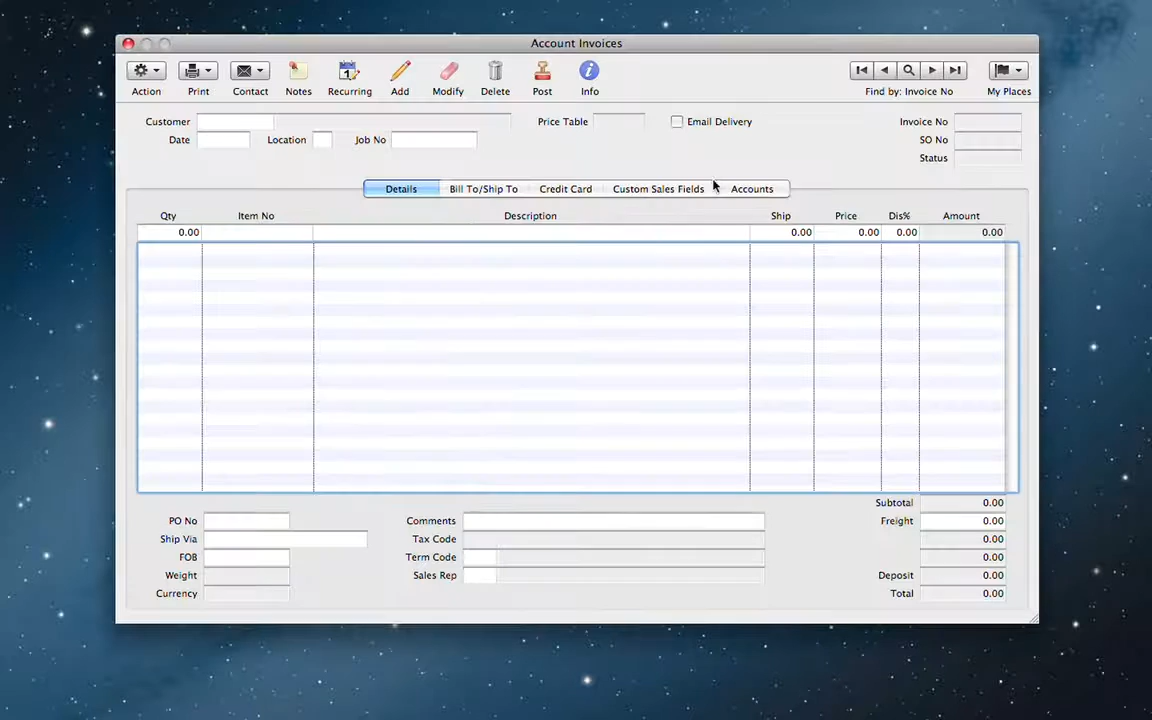 Account Invoices
Action Print Contact Notes Recurring Add Modify Delete Post Info Find by: Invoice No My Places
Customer Price Table Email Delivery Invoice No
Date Location Job No SO No
Status
Details Bill To/Ship To Credit Card Custom Sales Fields Accounts
Qty Item No Description Ship Price Dis% Amount
0.00 0.00 0.00 0.00 0.00
Subtotal 0.00
PO No Comments Freight 0.00
Ship Via Tax Code 0.00
FOB Term Code 0.00
Weight Sales Rep Deposit 0.00
Currency Total 0.00